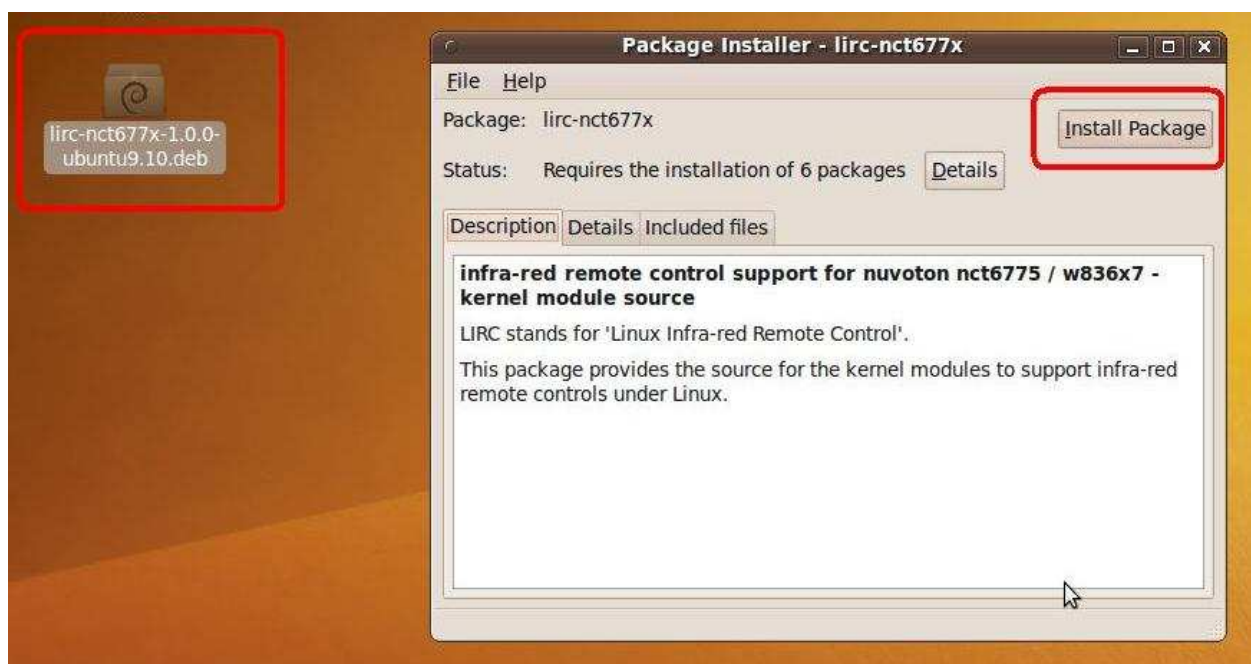 lirc-nct677x-1.0.0-
ubuntu9.10.deb
Package Installer - lirc-nct677x
File Help
Package: lirc-nct677x
Install Package
Status: Requires the installation of 6 packages Details
Description Details Included files
infra-red remote control support for nuvoton nct6775 / w836x7 -
kernel module source
LIRC stands for 'Linux Infra-red Remote Control'.
This package provides the source for the kernel modules to support infra-red
remote controls under Linux.